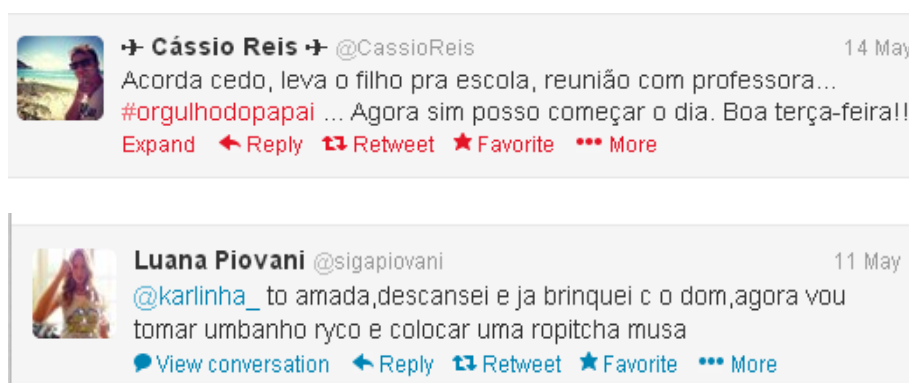 ✈ Cássio Reis ✈ @CassioReis 14 May
Acorda cedo, leva o filho pra escola, reunião com professora...
#orgulhodopapai ... Agora sim posso começar o dia. Boa terça-feira!!
Expand Reply Retweet Favorite More
Luana Piovani @sigapiovani 11 May
@karlinha_ to amada,descansei e ja brinquei c o dom,agora vou
tomar umbanho ryco e colocar uma ropitcha musa
View conversation Reply Retweet Favorite More